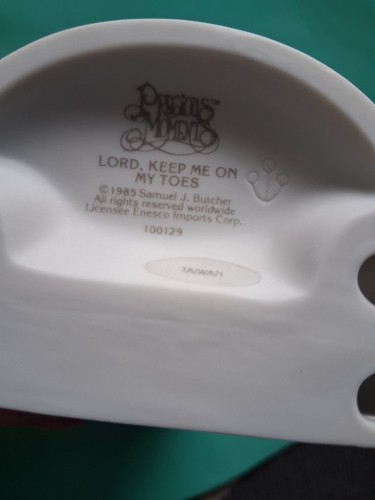 PRECIOUS™
MOMENTS
LORD, KEEP ME ON
MY TOES
©1985 Samuel J. Butcher
All rights reserved worldwide
Licensee Enesco Imports Corp.
100129
TAIWAN